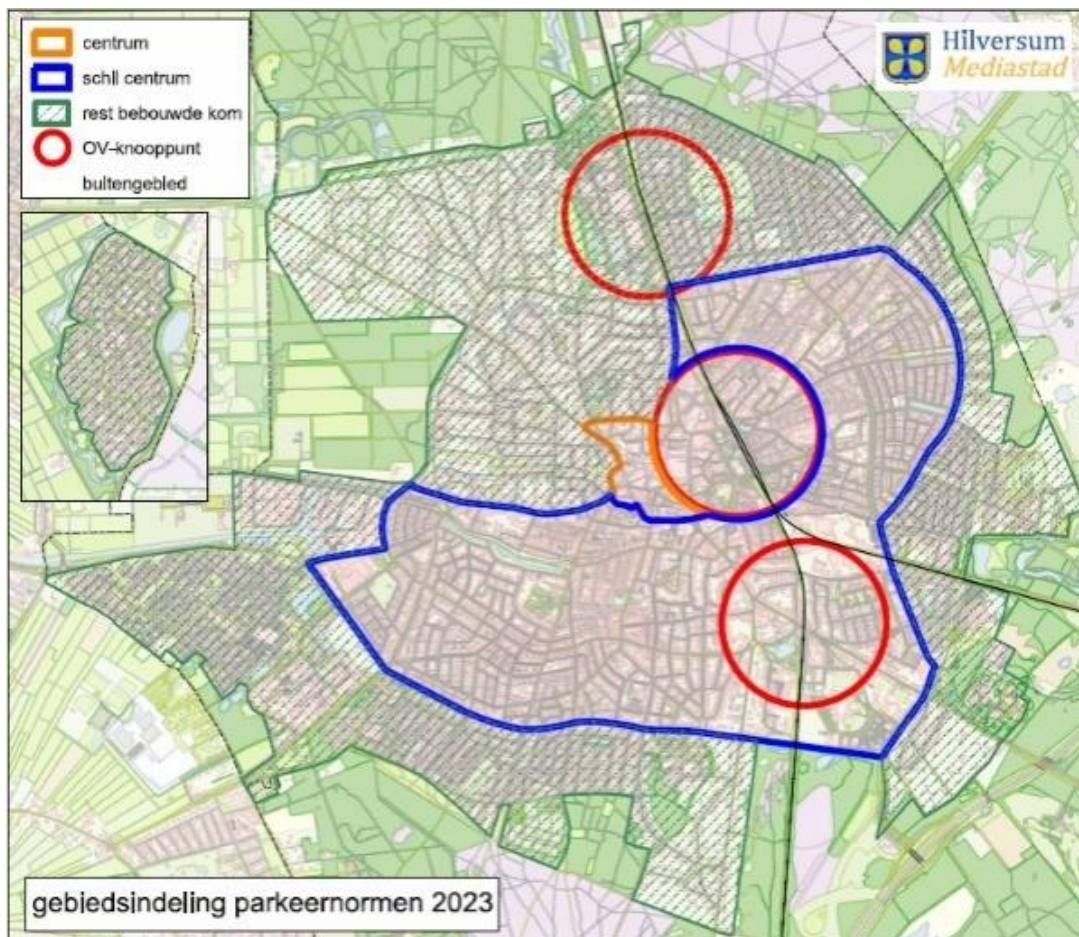 centrum
schil centrum
rest bebouwde kom
OV-knooppunt
buitengebied
Hilversum
Mediastad
gebiedsindeling parkeernormen 2023